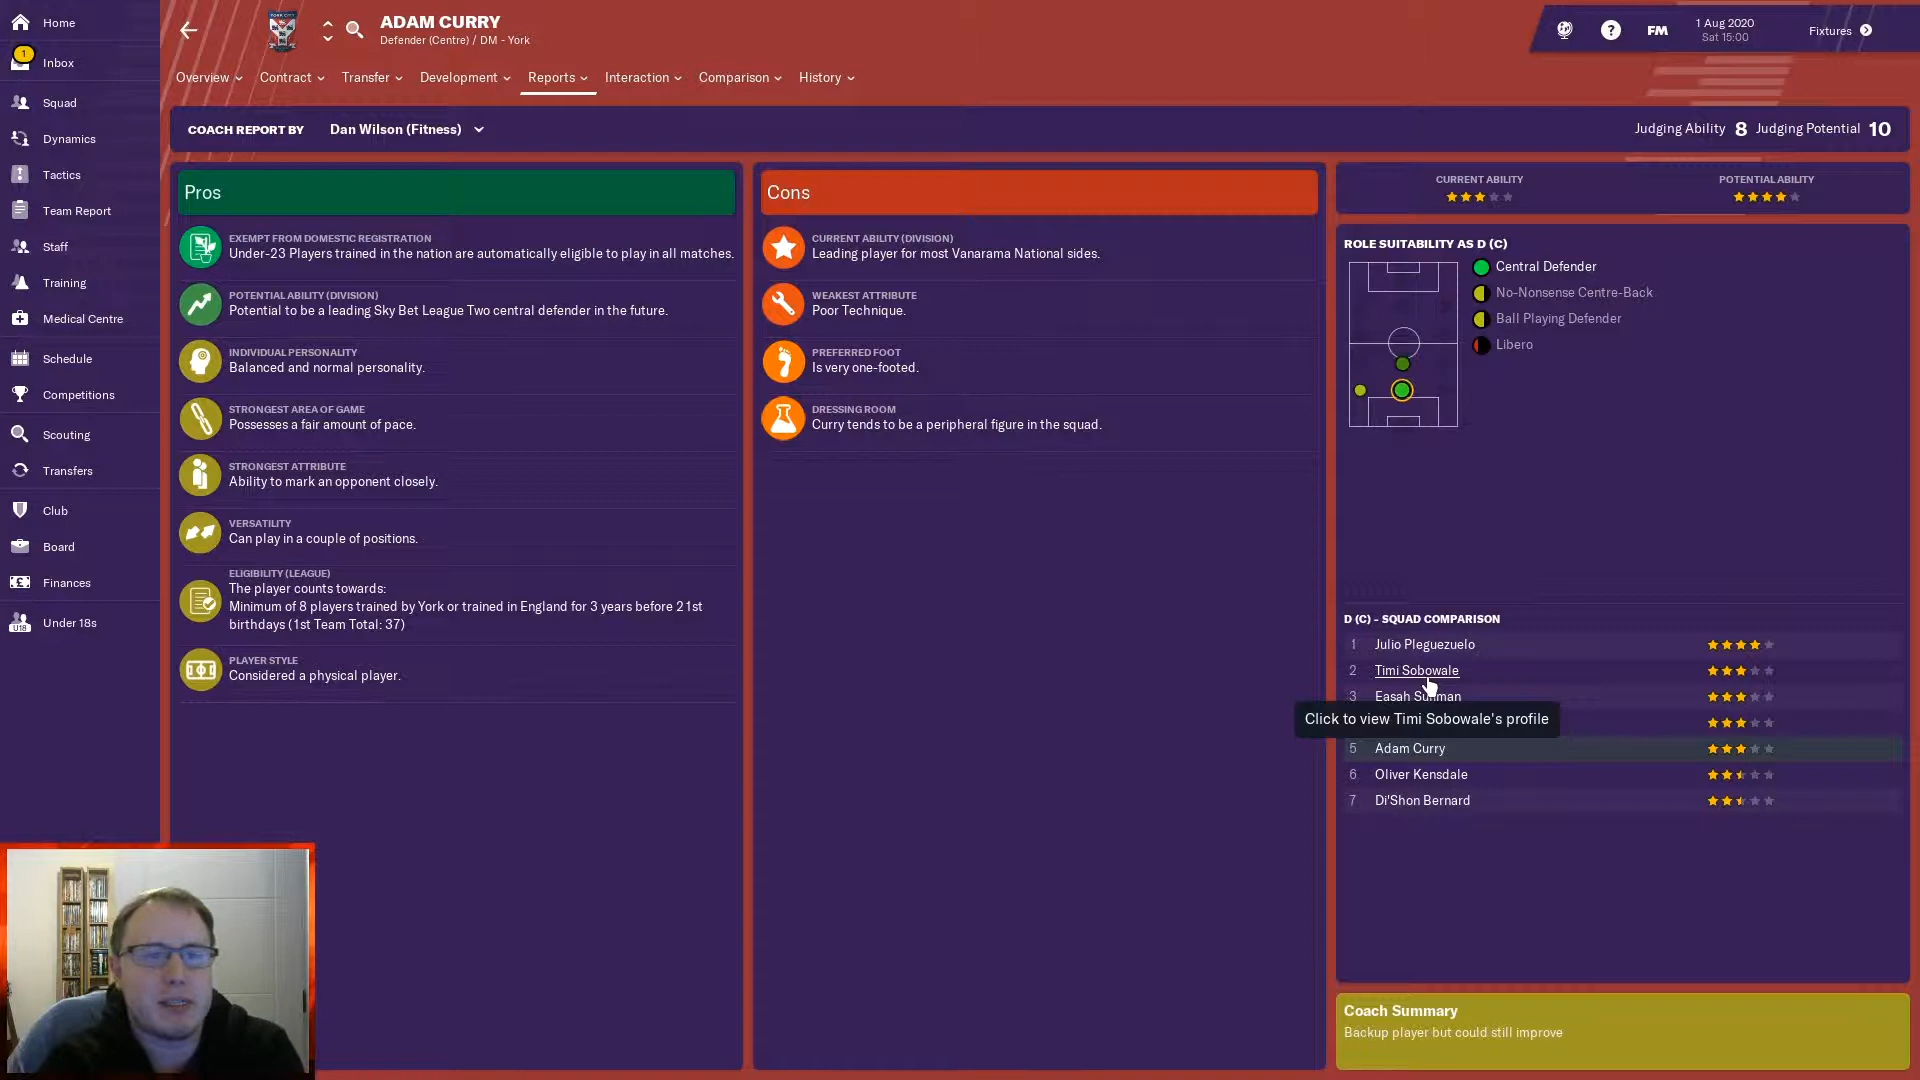 Home
1
Inbox
Squad
Dynamics
Tactics
Team Report
Staff
Training
Medical Centre
Schedule
Competitions
Scouting
Transfers
Club
Board
Finances
U18
Under 18s
YORK CITY
ADAM CURRY
Defender (Centre) / DM - York
?
FM
1 Aug 2020
Sat 15:00
Fixtures
Overview
Contract
Transfer
Development
Reports
Interaction
Comparison
History
COACH REPORT BY
Dan Wilson (Fitness)
Judging Ability 8 Judging Potential 10
Pros
EXEMPT FROM DOMESTIC REGISTRATION
Under-23 Players trained in the nation are automatically eligible to play in all matches.
POTENTIAL ABILITY (DIVISION)
Potential to be a leading Sky Bet League Two central defender in the future.
INDIVIDUAL PERSONALITY
Balanced and normal personality.
STRONGEST AREA OF GAME
Possesses a fair amount of pace.
STRONGEST ATTRIBUTE
Ability to mark an opponent closely.
VERSATILITY
Can play in a couple of positions.
ELIGIBILITY (LEAGUE)
The player counts towards:
Minimum of 8 players trained by York or trained in England for 3 years before 21st
birthdays (1st Team Total: 37)
PLAYER STYLE
Considered a physical player.
Cons
CURRENT ABILITY (DIVISION)
Leading player for most Vanarama National sides.
WEAKEST ATTRIBUTE
Poor Technique.
PREFERRED FOOT
Is very one-footed.
DRESSING ROOM
Curry tends to be a peripheral figure in the squad.
CURRENT ABILITY
POTENTIAL ABILITY
ROLE SUITABILITY AS D (C)
Central Defender
No-Nonsense Centre-Back
Ball Playing Defender
Libero
D (C) - SQUAD COMPARISON
1 Julio Pleguezuelo
2 Timi Sobowale
3 Easah Suliman
Click to view Timi Sobowale's profile
5 Adam Curry
6 Oliver Kensdale
7 Di'Shon Bernard
Coach Summary
Backup player but could still improve